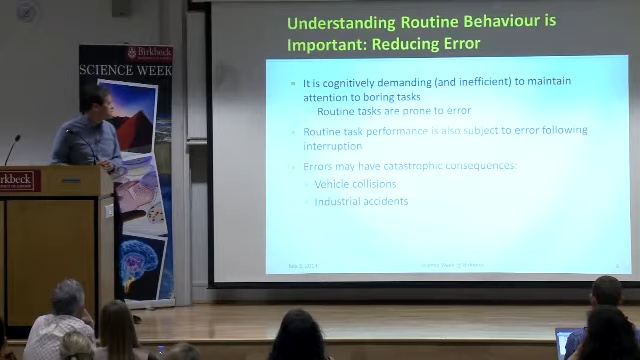 Understanding Routine Behaviour is
Important: Reducing Error
Birkbeck
SCIENCE WEEK
It is cognitively demanding (and inefficient) to maintain
attention to boring tasks
Routine tasks are prone to error
Routine task performance is also subject to error following
interruption
Errors may have catastrophic consequences:
Vehicle collisions
Industrial accidents
rkbeck